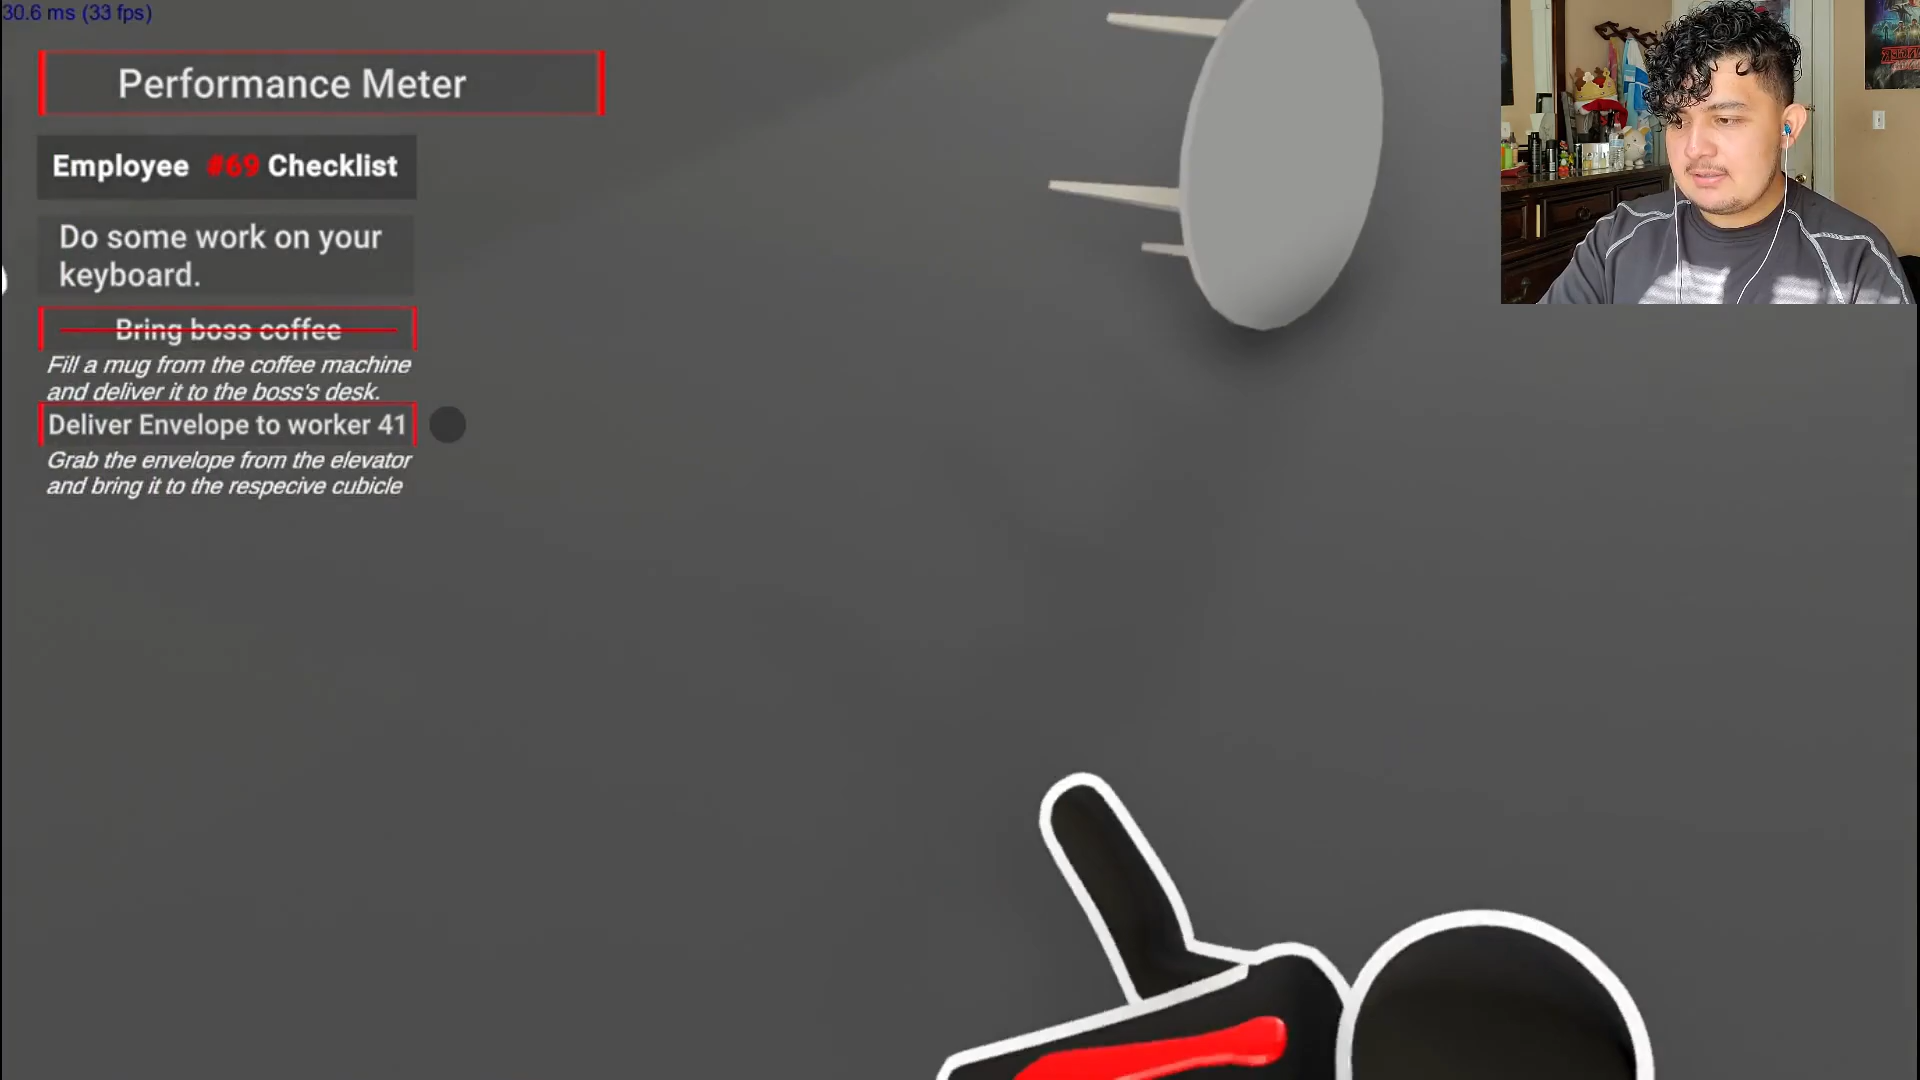 30.6 ms (33 fps)
Performance Meter
Employee #69 Checklist
Do some work on your
keyboard.
Bring boss coffee
Fill a mug from the coffee machine
and deliver it to the boss's desk.
Deliver Envelope to worker 41
Grab the envelope from the elevator
and bring it to the respecive cubicle